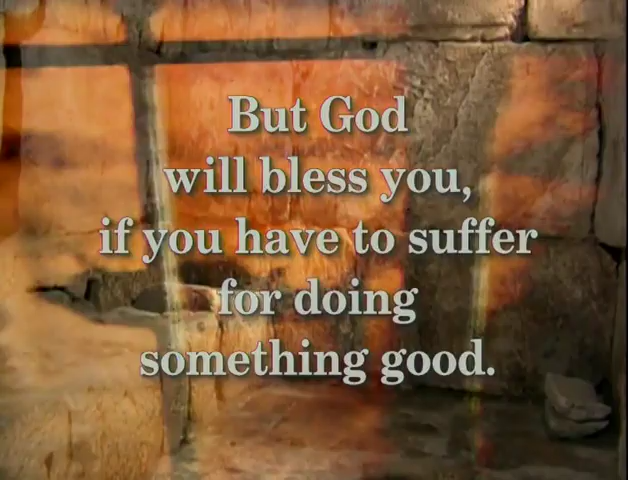 But God
will bless you,
if you have to suffer
for doing
something good.